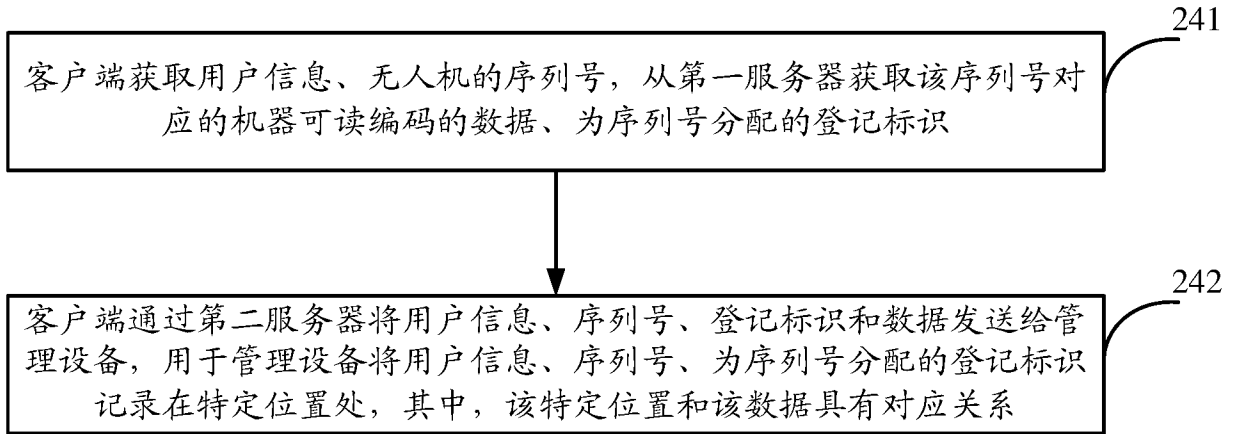 241
客户端获取用户信息、无人机的序列号，从第一服务器获取该序列号对
应的机器可读编码的数据、为序列号分配的登记标识
242
客户端通过第二服务器将用户信息、序列号、登记标识和数据发送给管
理设备，用于管理设备将用户信息、序列号、为序列号分配的登记标识
记录在特定位置处，其中，该特定位置和该数据具有对应关系